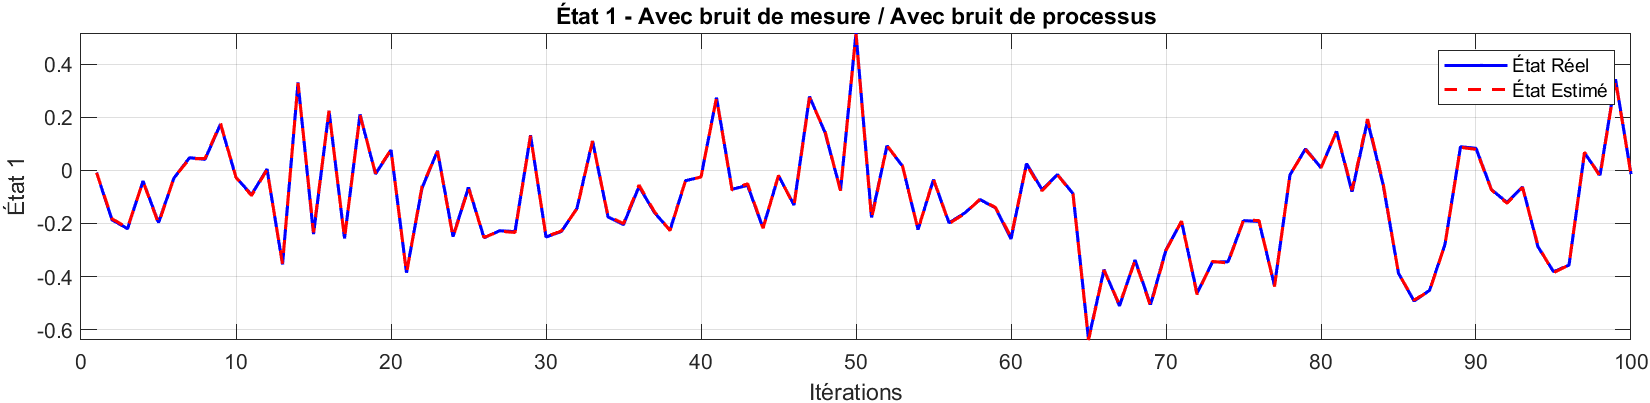 État 1 - Avec bruit de mesure / Avec bruit de processus
État 1
0.4
0.2
0
-0.2
-0.4
-0.6
État Réel
État Estimé
0 10 20 30 40 50 60 70 80 90 100
Itérations